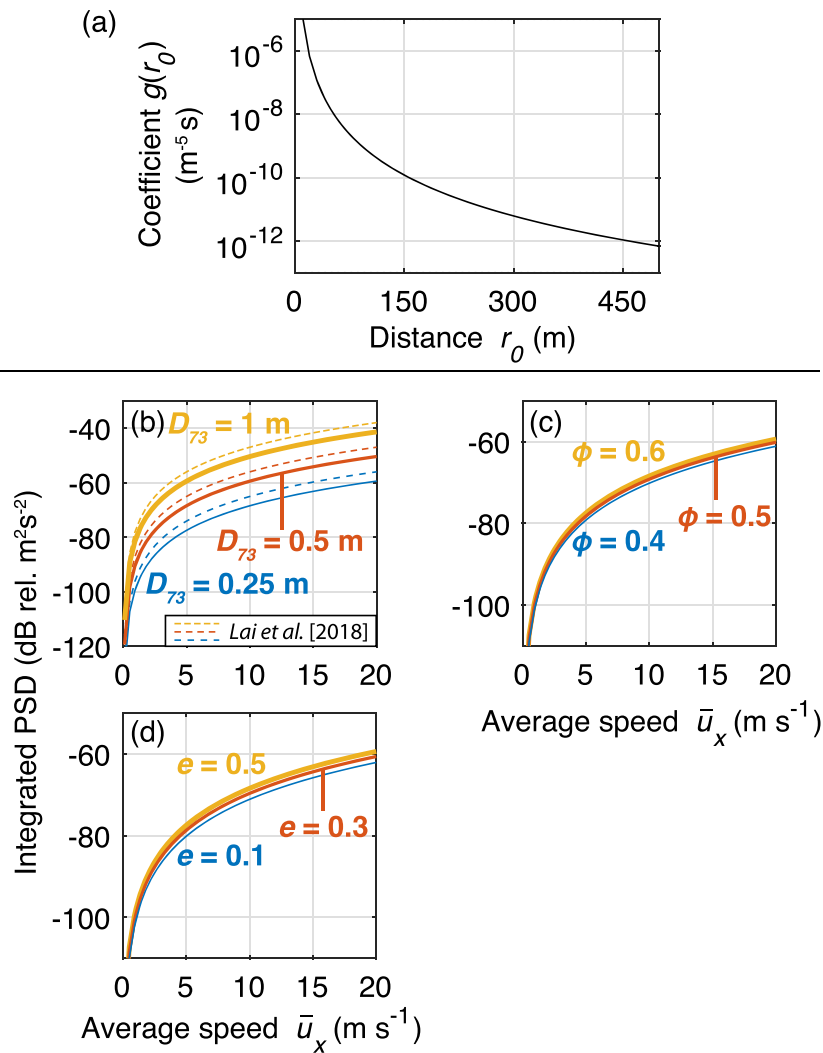 (a)
Coefficient g(r₀)
(m⁻⁵ s)
10⁻⁶
10⁻⁸
10⁻¹⁰
10⁻¹²
0 150 300 450
Distance r₀ (m)
Integrated PSD (dB rel. m²s⁻²)
(b)
D₇₃ = 1 m
D₇₃ = 0.5 m
D₇₃ = 0.25 m
Lai et al. [2018]
-40
-60
-80
-100
-120
0 5 10 15 20
(c)
ϕ = 0.6
ϕ = 0.5
ϕ = 0.4
-60
-80
-100
0 5 10 15 20
Average speed u̅ₓ (m s⁻¹)
(d)
e = 0.5
e = 0.3
e = 0.1
-60
-80
-100
0 5 10 15 20
Average speed u̅ₓ (m s⁻¹)